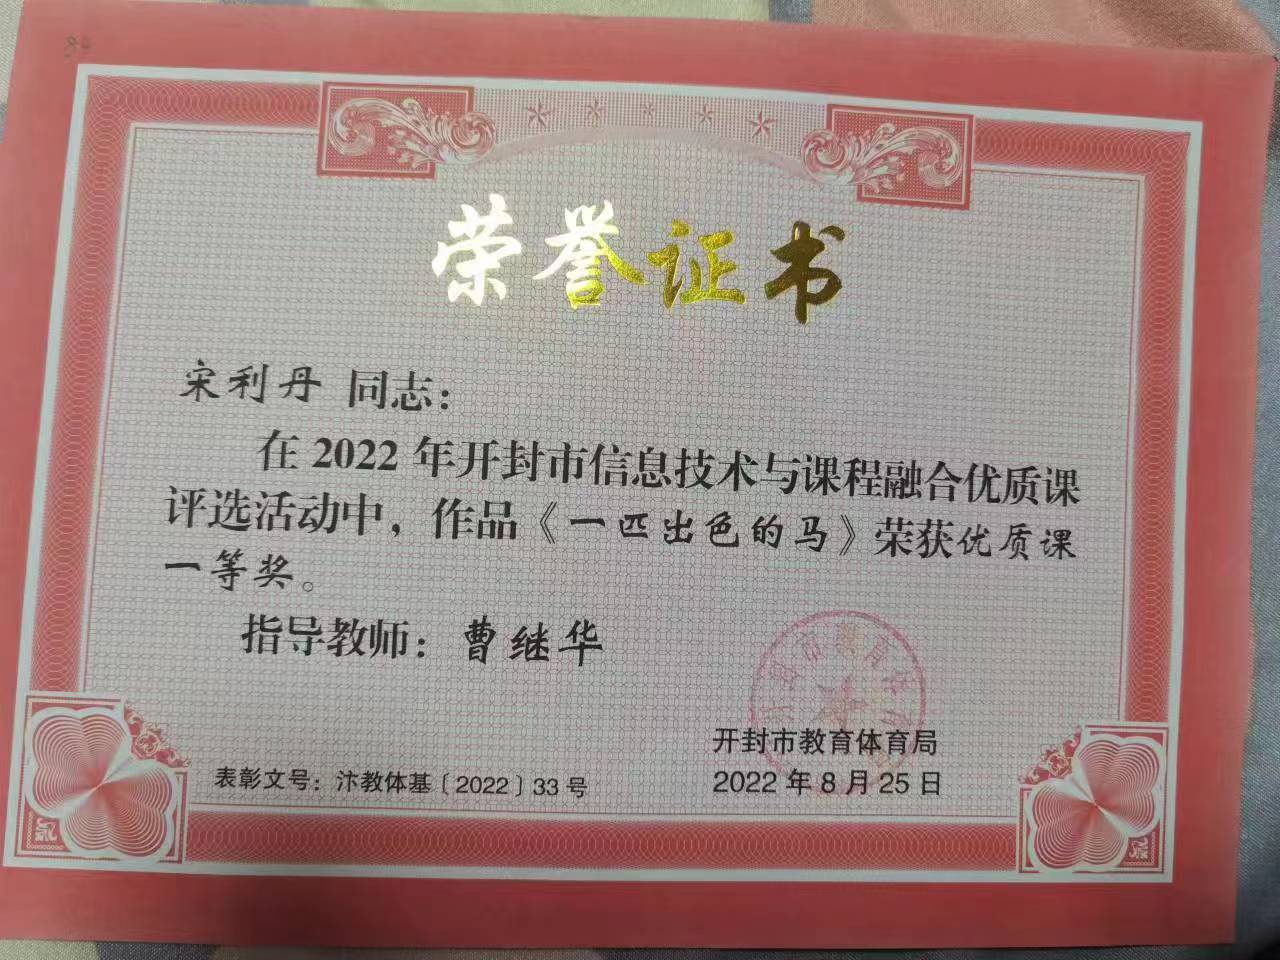 荣誉证书
宋利丹 同志：
在 2022 年开封市信息技术与课程融合优质课
评选活动中，作品《一匹出色的马》荣获优质课
一等奖。
指导教师：曹继华
开封市教育体育局
表彰文号：汴教体基〔2022〕33 号
2022 年 8 月 25 日